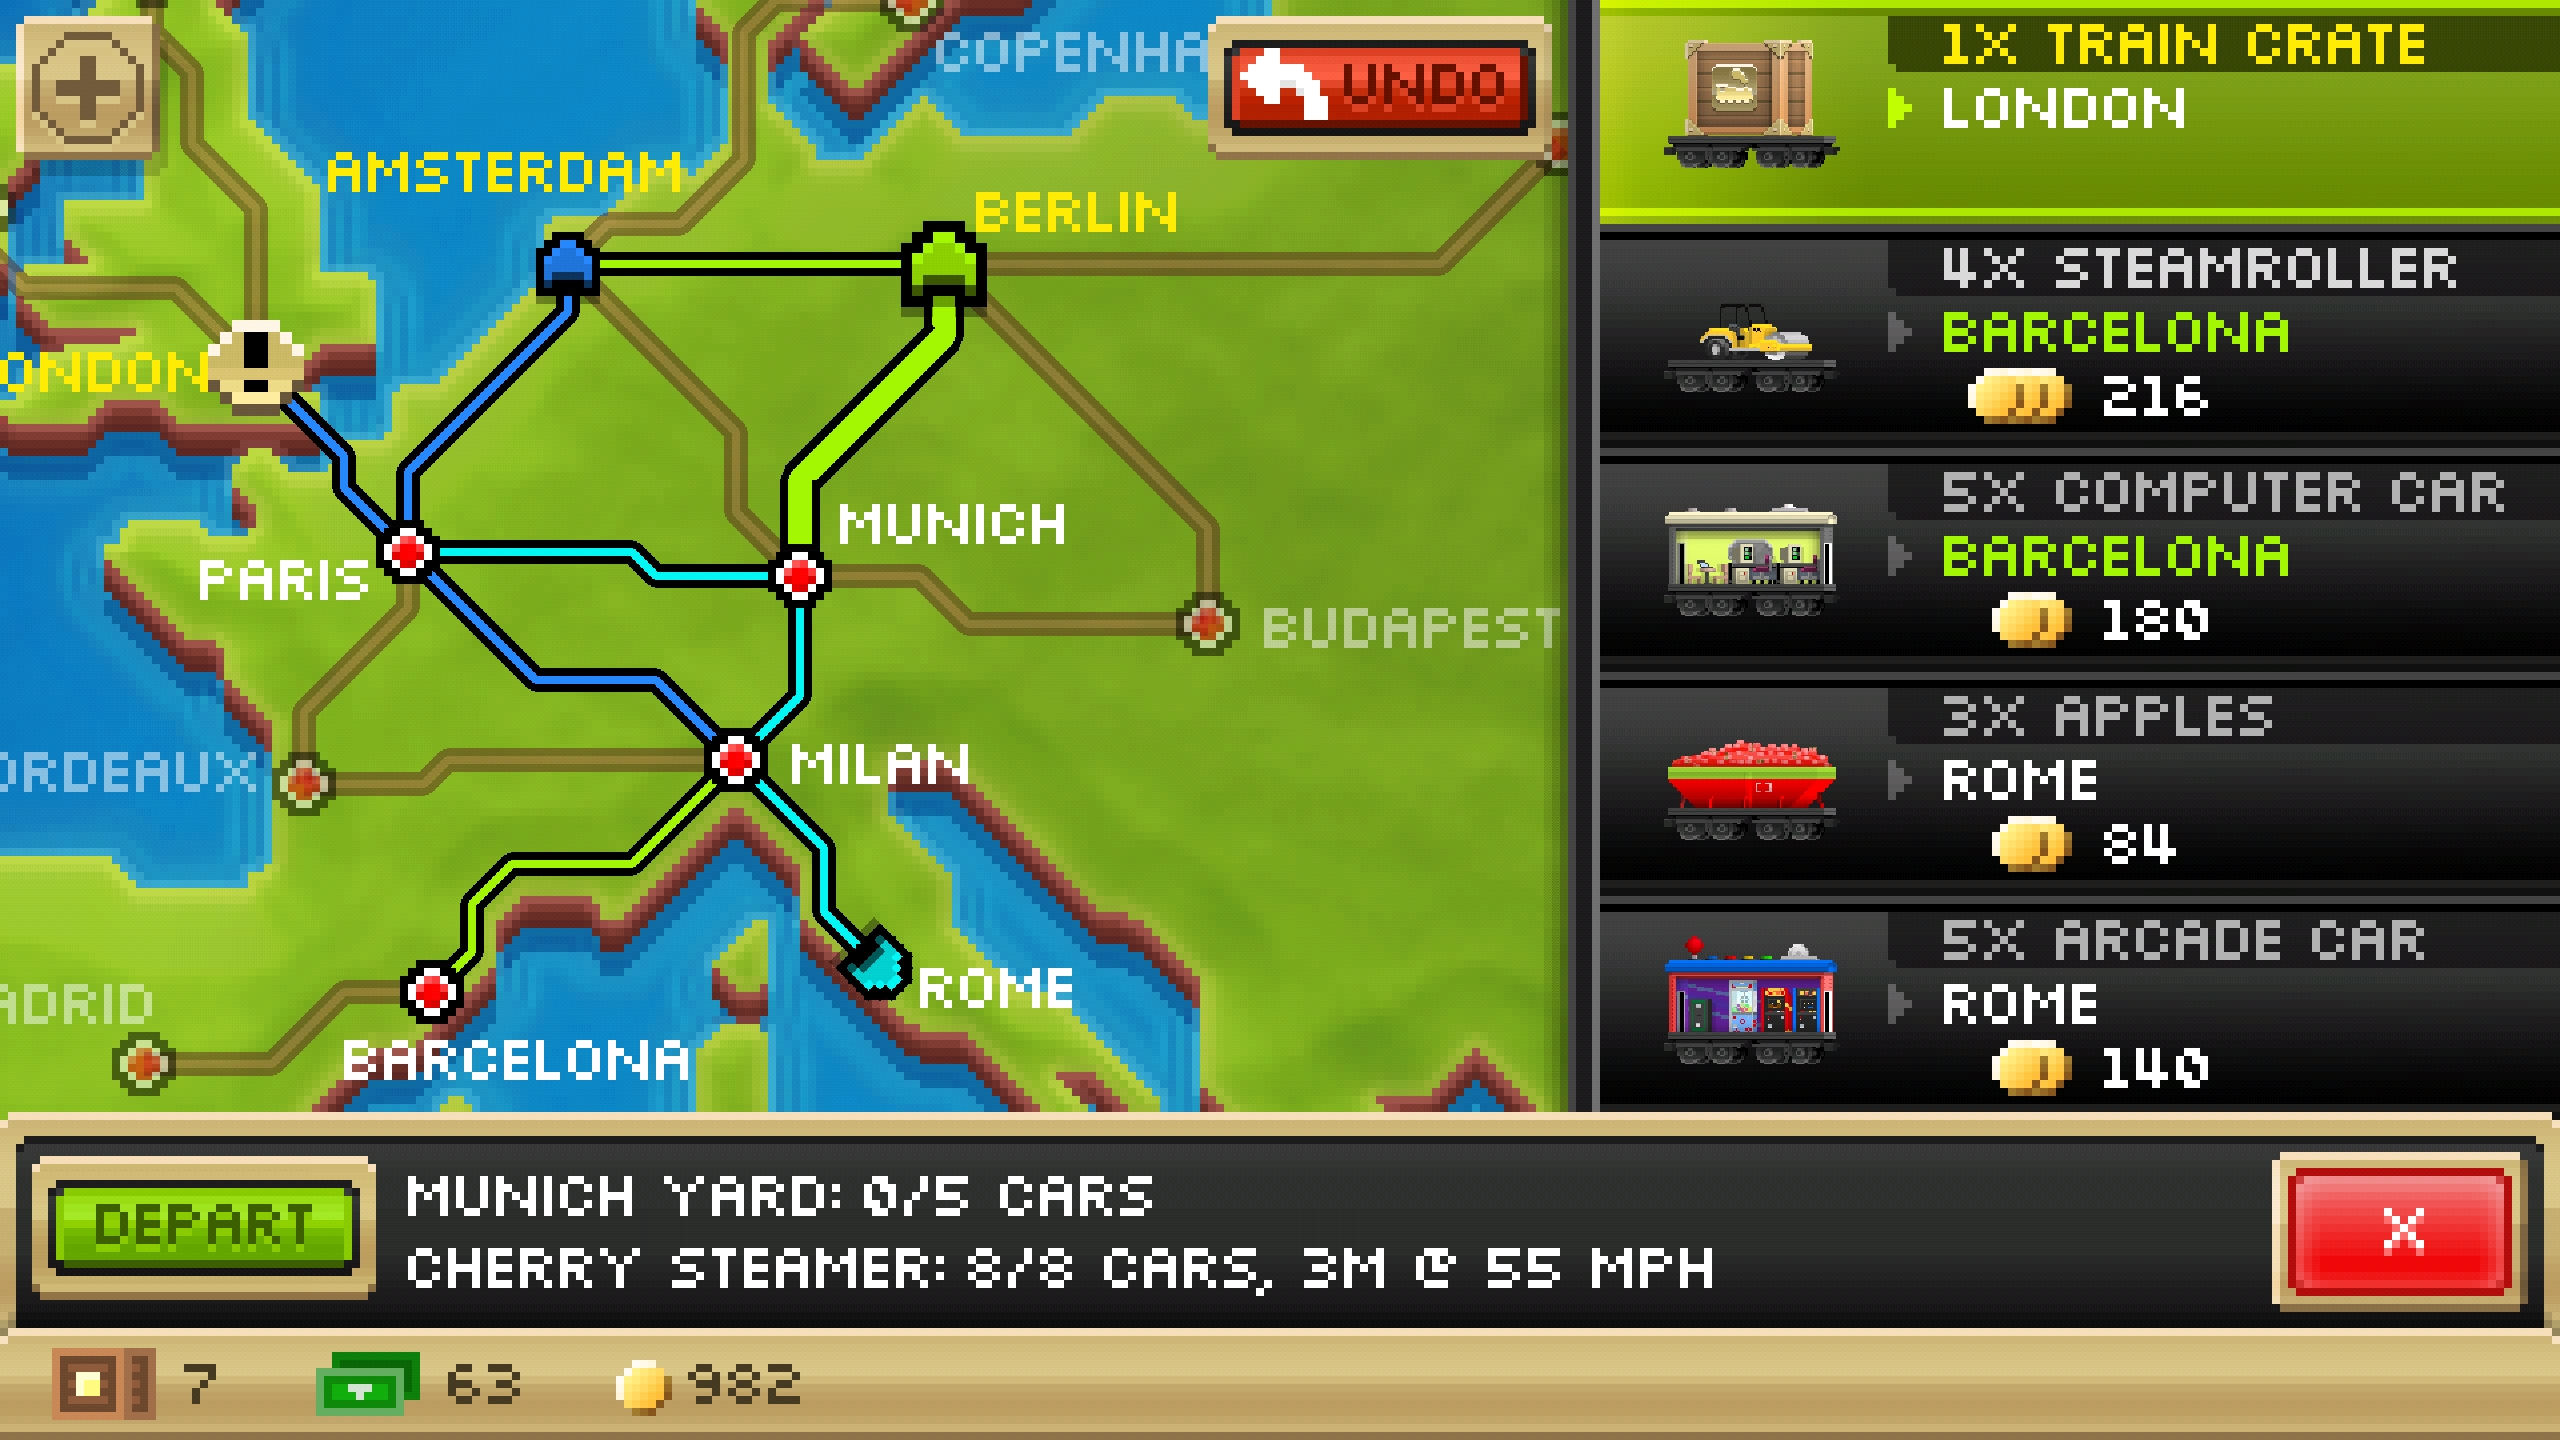 COPENHA
UNDO
AMSTERDAM
BERLIN
ONDON
MUNICH
PARIS
BUDAPEST
ORDEAUX
MILAN
ADRID
ROME
BARCELONA
1X TRAIN CRATE
LONDON
4X STEAMROLLER
BARCELONA
216
5X COMPUTER CAR
BARCELONA
180
3X APPLES
ROME
84
5X ARCADE CAR
ROME
140
DEPART
MUNICH YARD: 0/5 CARS
CHERRY STEAMER: 8/8 CARS, 3M @ 55 MPH
X
7 63 982